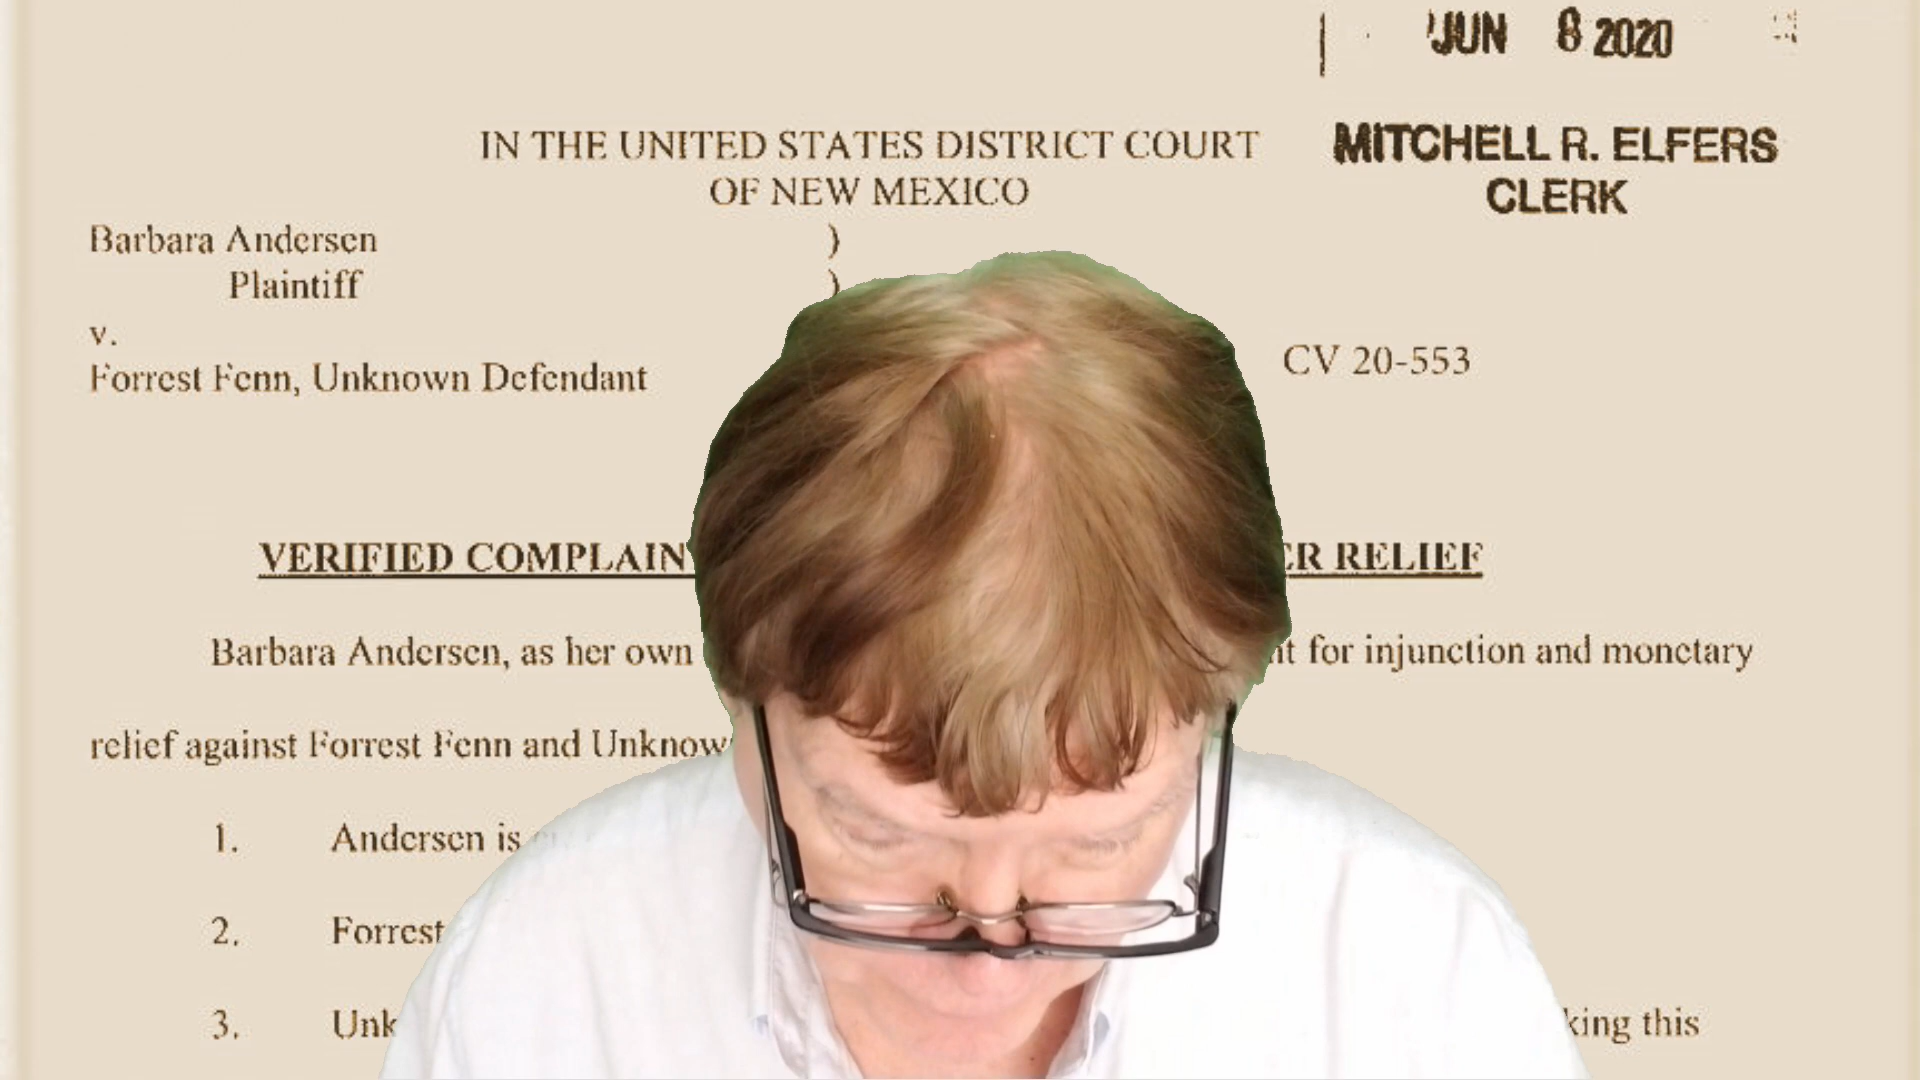 JUN 8 2020
IN THE UNITED STATES DISTRICT COURT
OF NEW MEXICO
MITCHELL R. ELFERS
CLERK
Barbara Andersen )
Plaintiff )
v.
Forrest Fenn, Unknown Defendant
CV 20-553
VERIFIED COMPLAIN ER RELIEF
Barbara Andersen, as her own for injunction and monetary
relief against Forrest Fenn and Unknow
1. Andersen is
2. Forrest
3. Unk king this